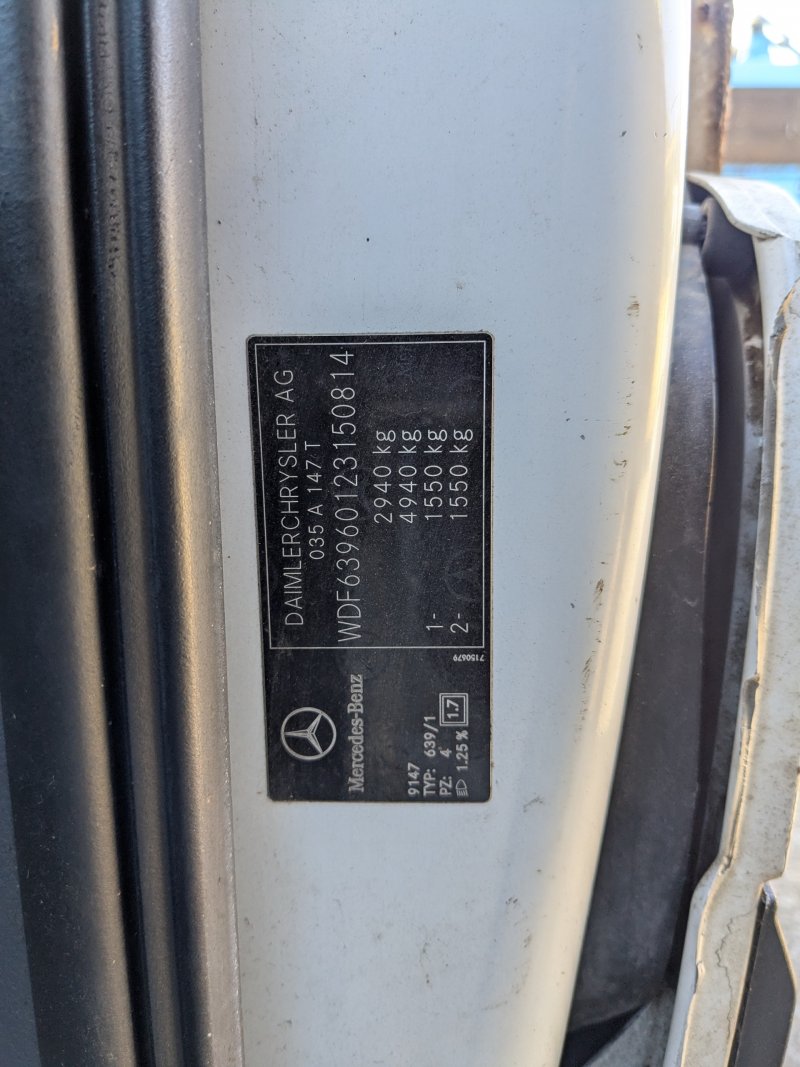 DAIMLERCHRYSLER AG
035 A 147 T
WDF63960123150814
2940 kg
4940 kg
1- 1550 kg
2- 1550 kg
7150679
Mercedes-Benz
9147
TYP: 639/1
PZ: 4
1.25 % 1.7